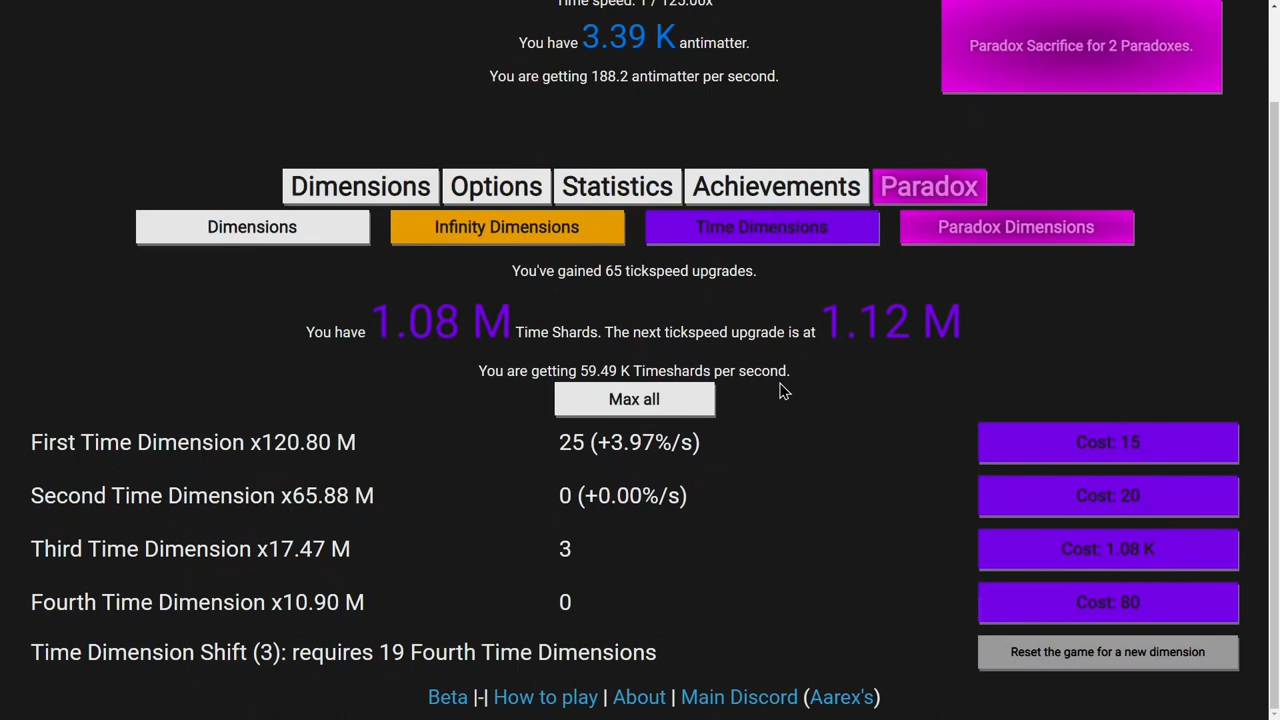 Time speed: 1 / 125.00x
You have 3.39 K antimatter.
Paradox Sacrifice for 2 Paradoxes.
You are getting 188.2 antimatter per second.
Dimensions Options Statistics Achievements Paradox
Dimensions Infinity Dimensions Time Dimensions Paradox Dimensions
You've gained 65 tickspeed upgrades.
You have 1.08 M Time Shards. The next tickspeed upgrade is at 1.12 M
You are getting 59.49 K Timeshards per second.
Max all
First Time Dimension x120.80 M 25 (+3.97%/s) Cost: 15
Second Time Dimension x65.88 M 0 (+0.00%/s) Cost: 20
Third Time Dimension x17.47 M 3 Cost: 1.08 K
Fourth Time Dimension x10.90 M 0 Cost: 80
Time Dimension Shift (3): requires 19 Fourth Time Dimensions Reset the game for a new dimension
Beta |-| How to play | About | Main Discord (Aarex's)